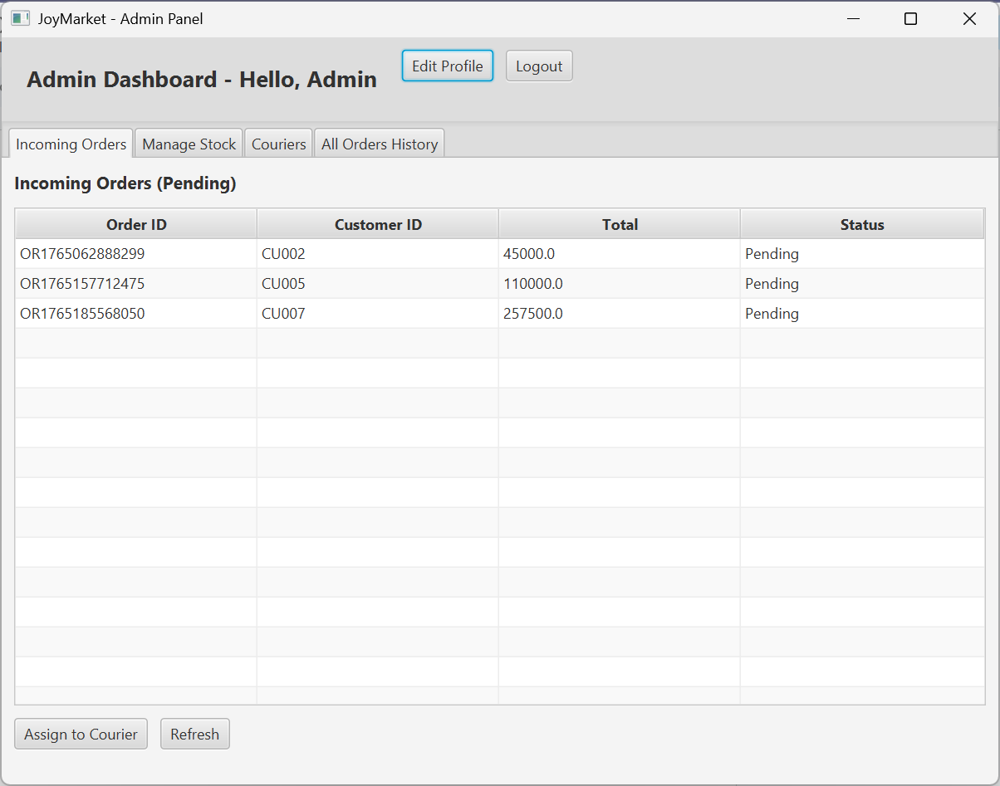 JoyMarket - Admin Panel
Admin Dashboard - Hello, Admin
Edit Profile
Logout
Incoming Orders
Manage Stock
Couriers
All Orders History
Incoming Orders (Pending)
Order ID Customer ID Total Status
OR1765062888299 CU002 45000.0 Pending
OR1765157712475 CU005 110000.0 Pending
OR1765185568050 CU007 257500.0 Pending
Assign to Courier
Refresh